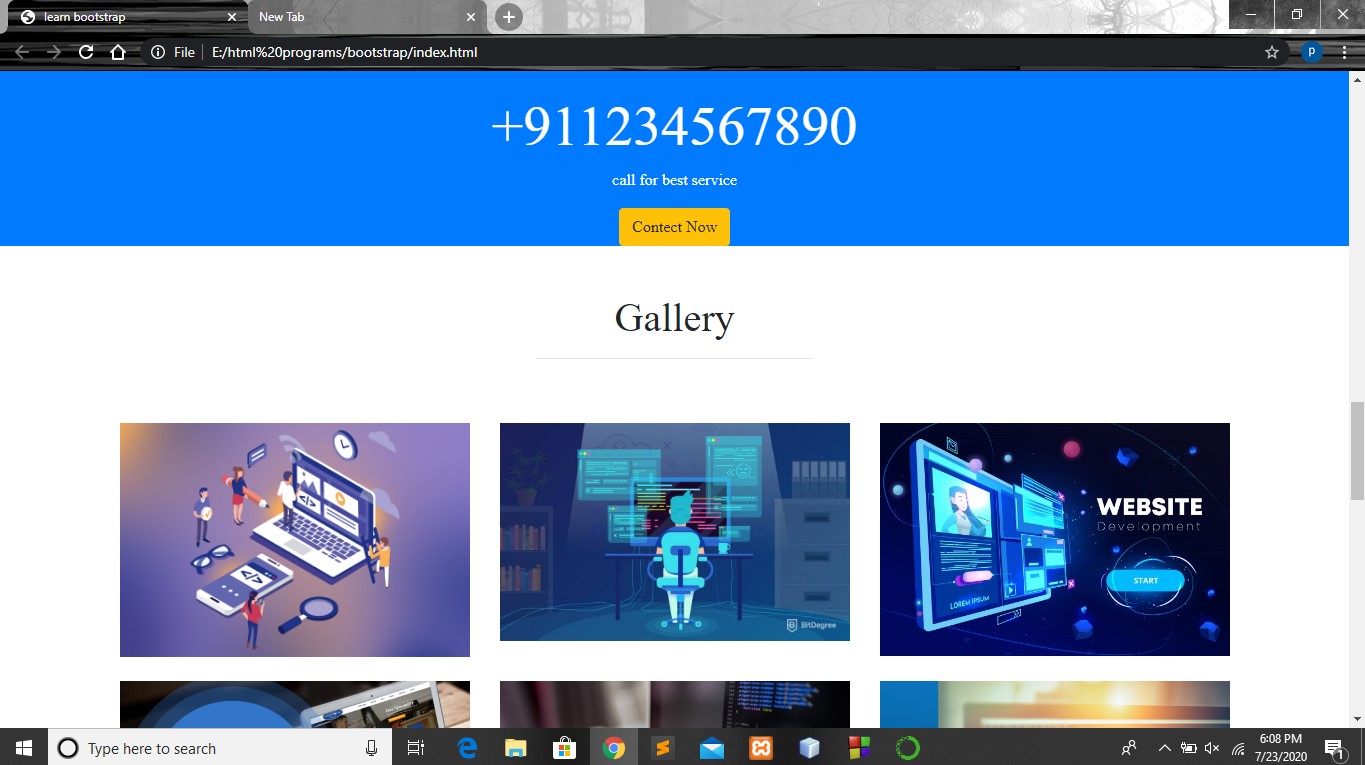 learn bootstrap
New Tab
File
E:/html%20programs/bootstrap/index.html
p
+911234567890
call for best service
Contect Now
Gallery
BitDegree
WEBSITE
Development
START
LOREM IPSUM
Type here to search
6:08 PM
7/23/2020
1